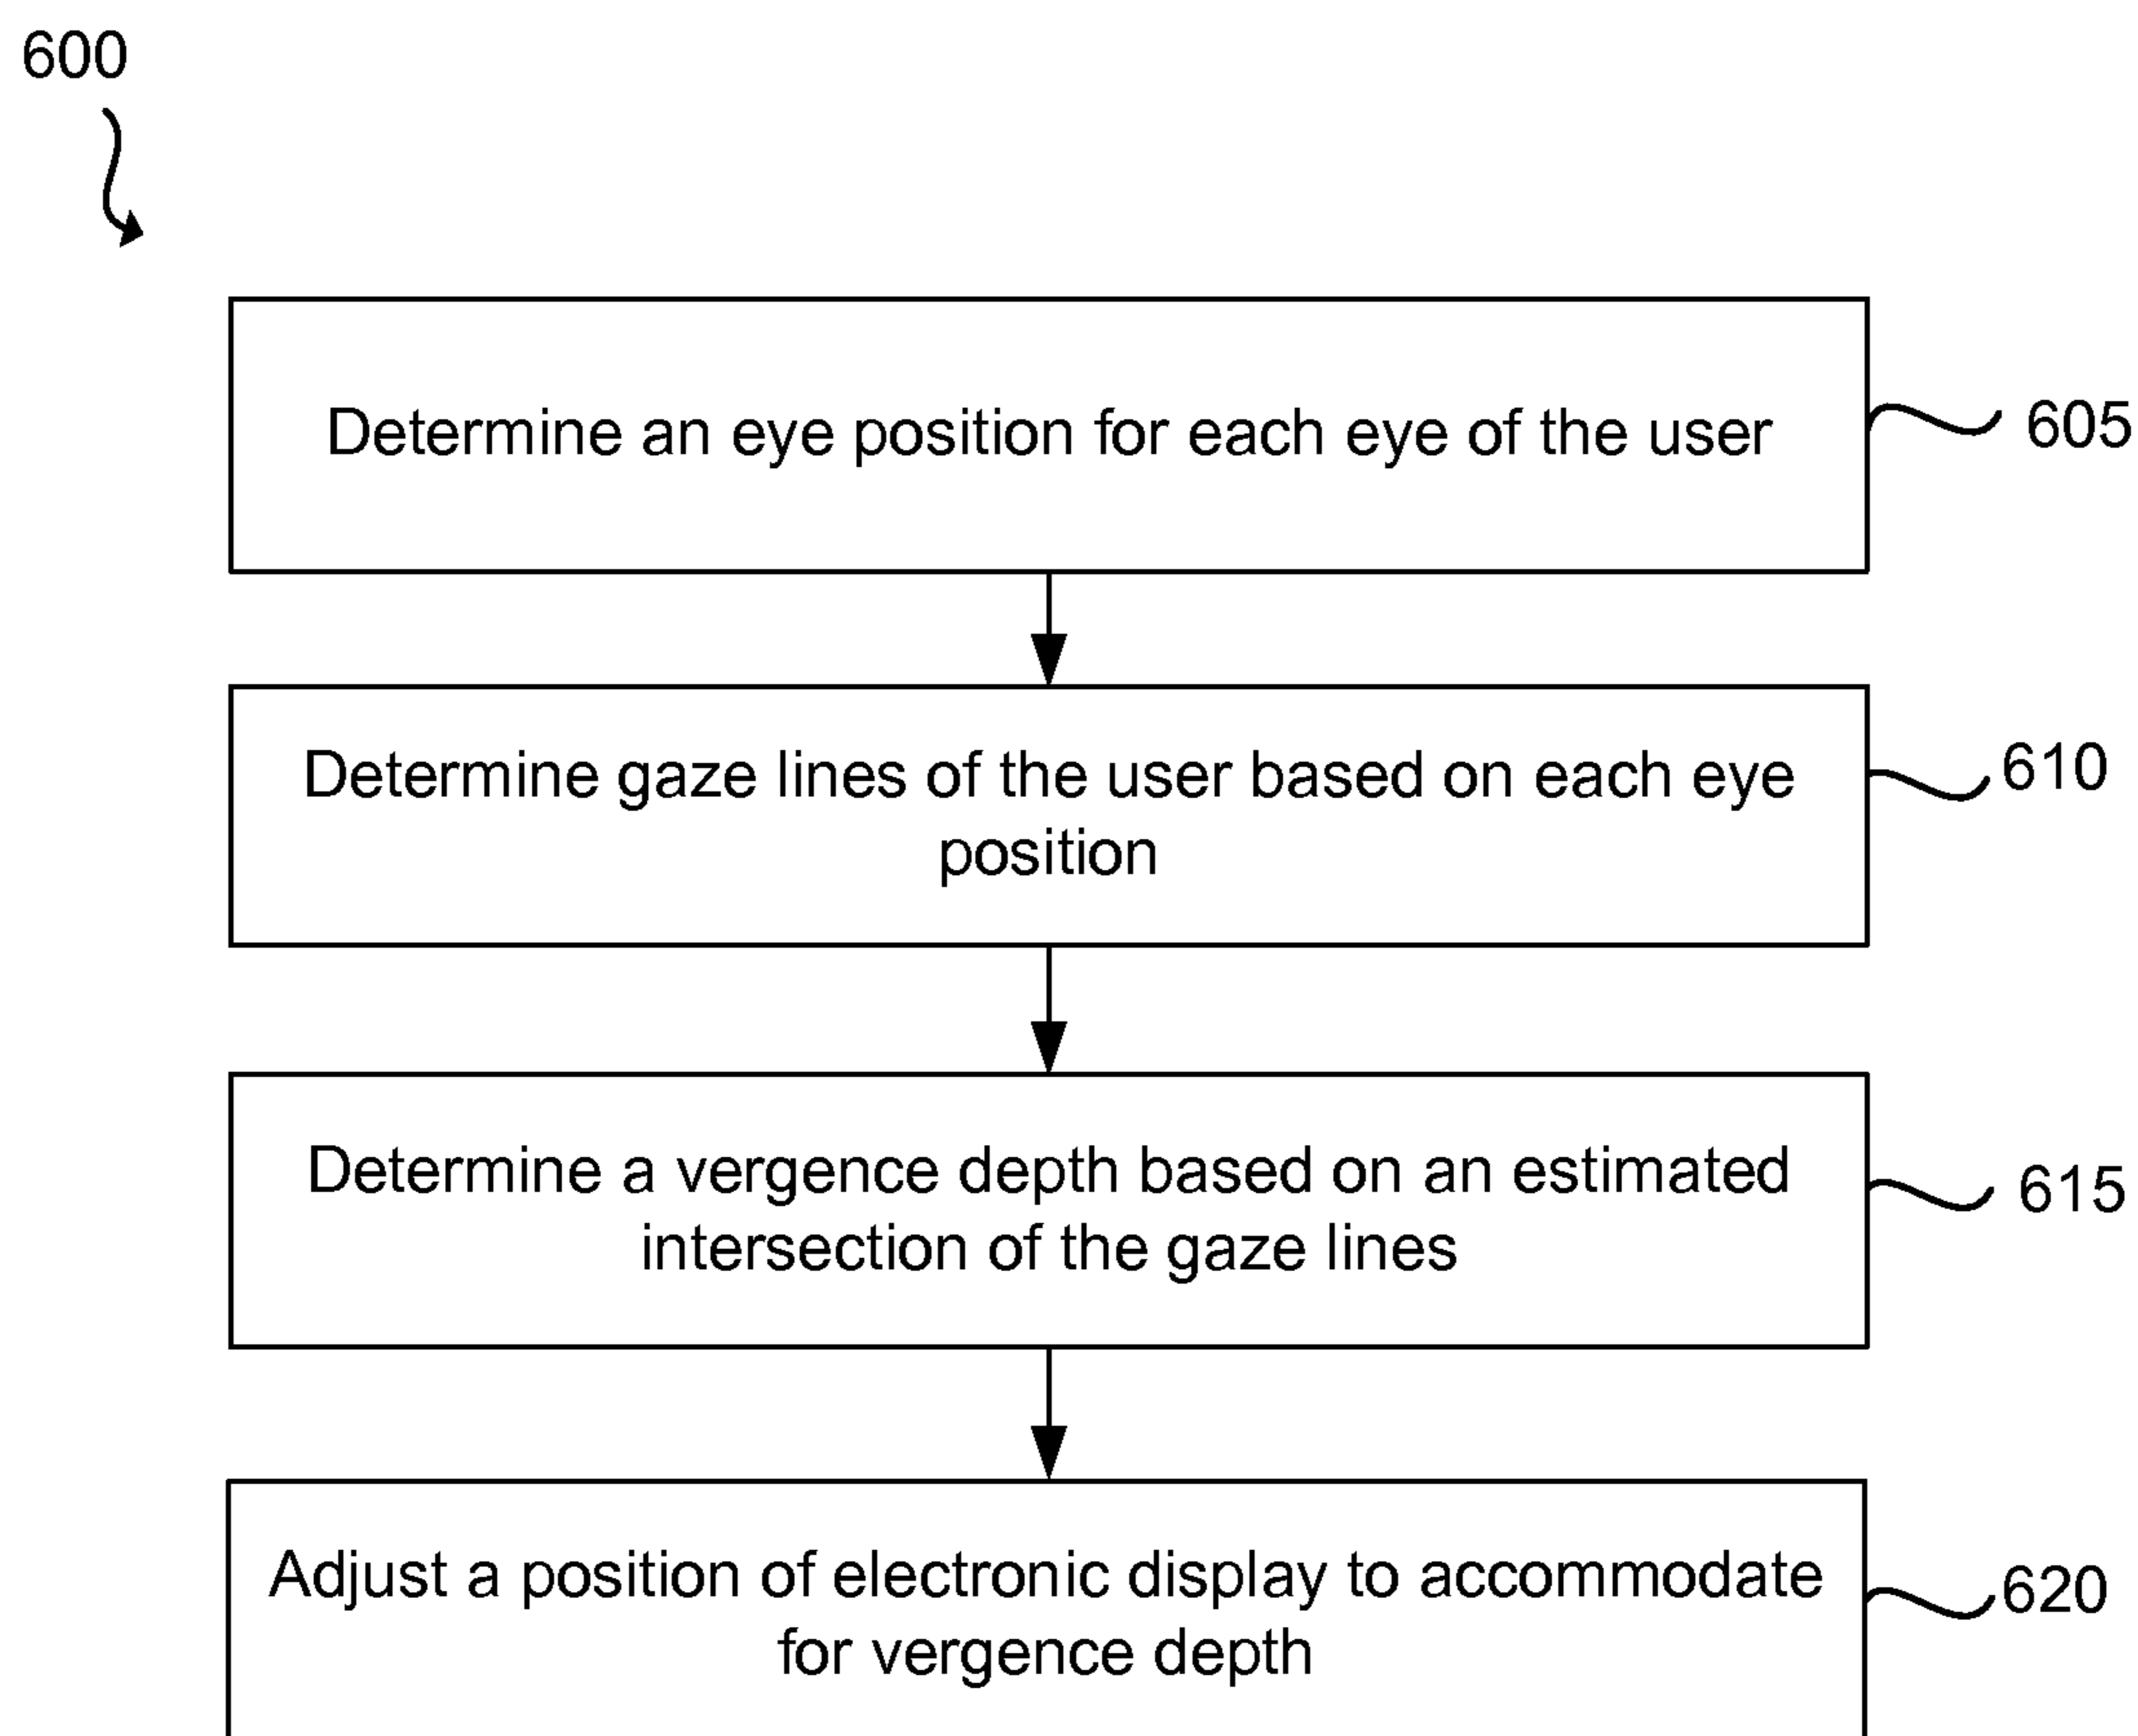 600
Determine an eye position for each eye of the user
605
Determine gaze lines of the user based on each eye
position
610
Determine a vergence depth based on an estimated
intersection of the gaze lines
615
Adjust a position of electronic display to accommodate
for vergence depth
620